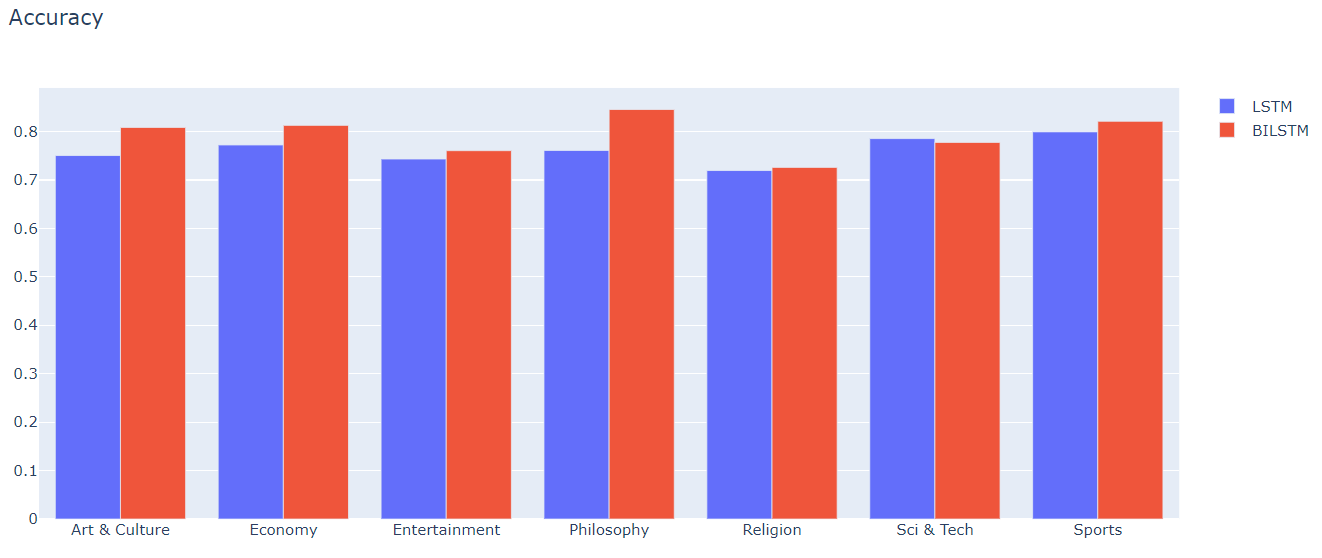 Accuracy
LSTM
BILSTM
0.8
0.7
0.6
0.5
0.4
0.3
0.2
0.1
0
Art & Culture
Economy
Entertainment
Philosophy
Religion
Sci & Tech
Sports